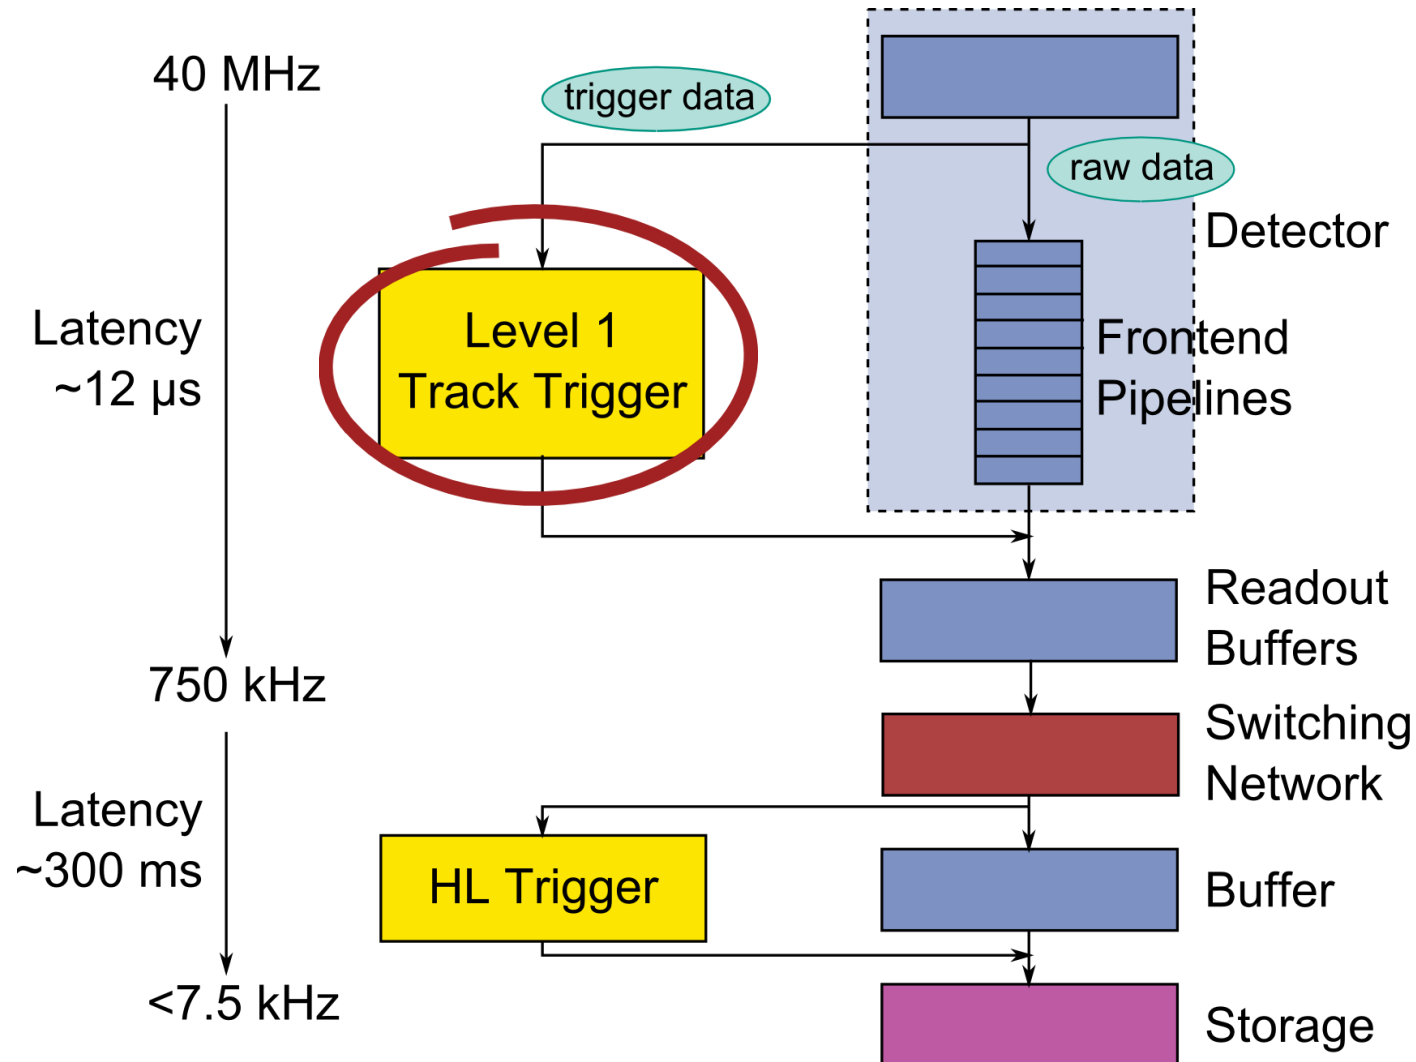 40 MHz
trigger data
raw data
Detector
Latency
~12 µs
Level 1
Track Trigger
Frontend
Pipelines
Readout
Buffers
750 kHz
Switching
Network
Latency
~300 ms
HL Trigger
Buffer
<7.5 kHz
Storage